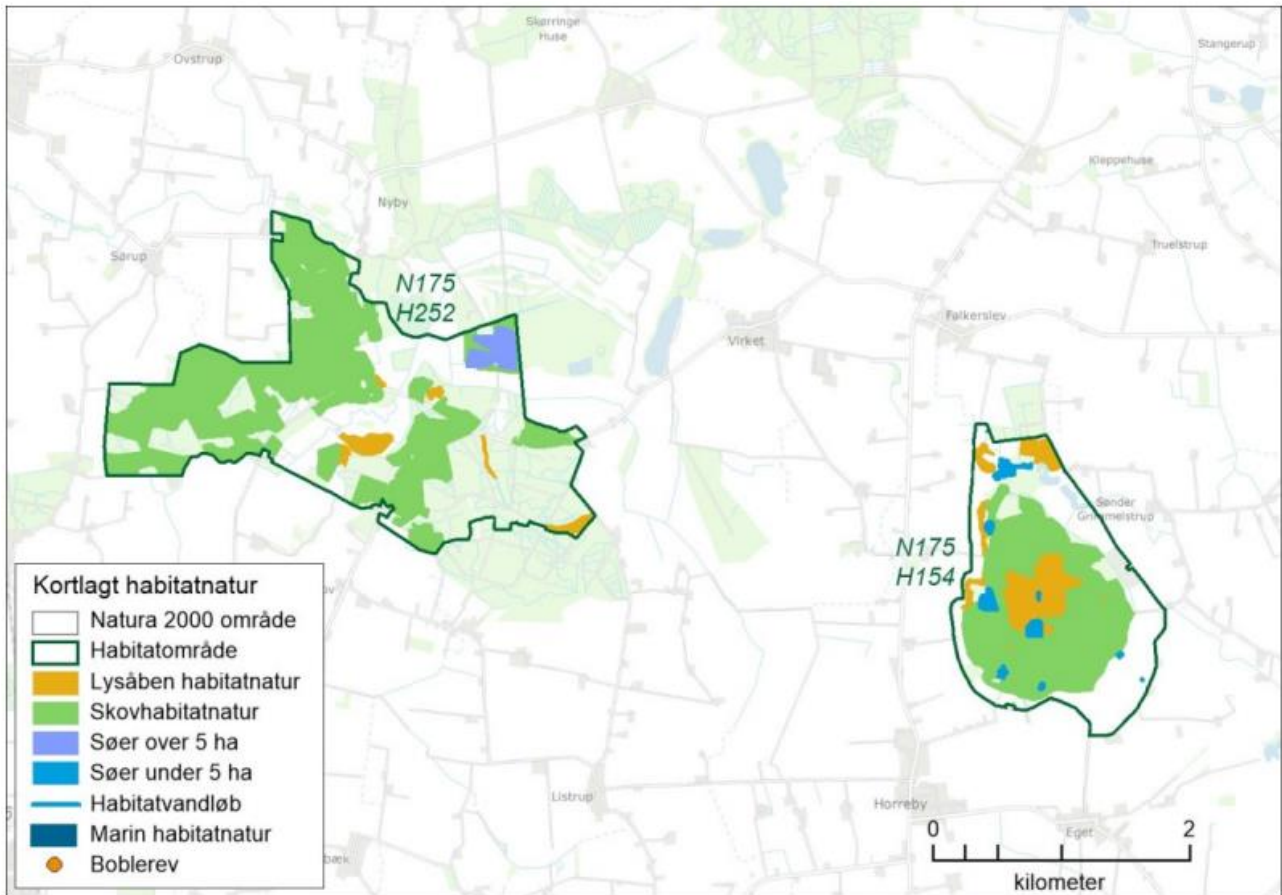 Skørringe
Huse
Stangerup
Ovstrup
Kleppehuse
Nyby
Truelstrup
Sørup
N175
H252
Falkerslev
Virket
Sønder
Grimmelstrup
N175
H154
Kortlagt habitatnatur
Natura 2000 område
Habitatområde
Lysåben habitatnatur
Skovhabitatnatur
Søer over 5 ha
Søer under 5 ha
Habitatvandløb
Marin habitatnatur
Boblerev
Listrup
Horreby
Eget
0 2
kilometer